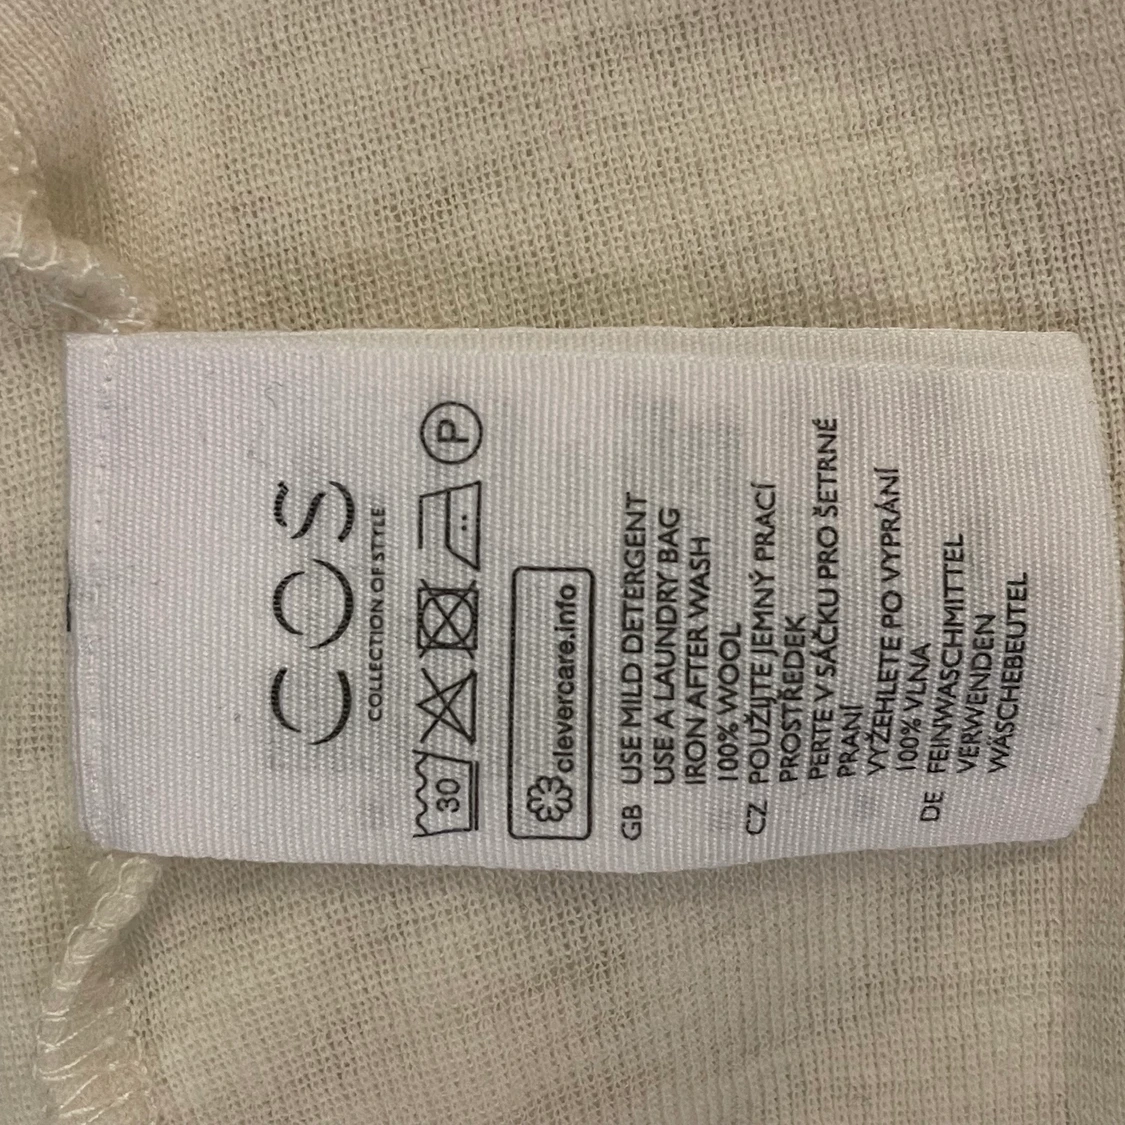 COS
COLLECTION OF STYLE
30
P
clevercare.info
GB USE MILD DETERGENT
USE A LAUNDRY BAG
IRON AFTER WASH
100% WOOL
CZ POUŽIJTE JEMNÝ PRACÍ
PROSTŘEDEK
PERTE V SÁČKU PRO ŠETRNÉ
PRANÍ
VYŽEHLETE PO VYPRÁNÍ
100% VLNA
DE FEINWASCHMITTEL
VERWENDEN
WÄSCHEBEUTEL